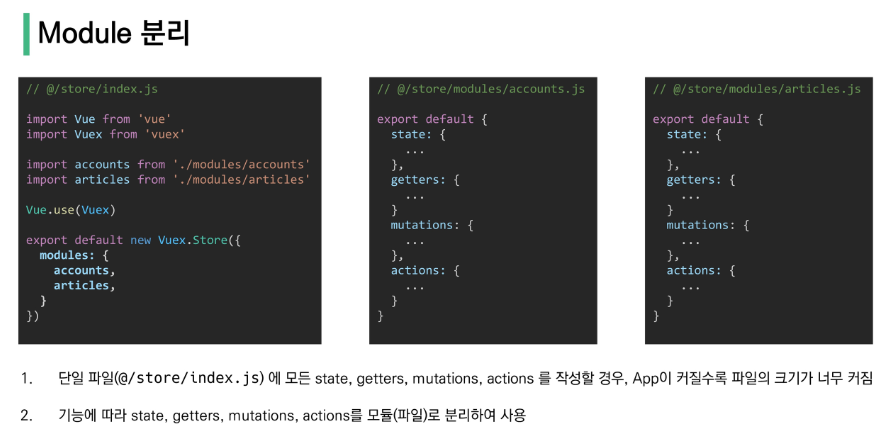 Module 분리
// @/store/index.js
import Vue from 'vue'
import Vuex from 'vuex'
import accounts from './modules/accounts'
import articles from './modules/articles'
Vue.use(Vuex)
export default new Vuex.Store({
  modules: {
    accounts,
    articles,
  }
})
// @/store/modules/accounts.js
export default {
  state: {
    ...
  },
  getters: {
    ...
  }
  mutations: {
    ...
  },
  actions: {
    ...
  }
}
// @/store/modules/articles.js
export default {
  state: {
    ...
  },
  getters: {
    ...
  }
  mutations: {
    ...
  },
  actions: {
    ...
  }
}
1. 단일 파일(@/store/index.js) 에 모든 state, getters, mutations, actions 를 작성할 경우, App이 커질수록 파일의 크기가 너무 커짐
2. 기능에 따라 state, getters, mutations, actions를 모듈(파일)로 분리하여 사용